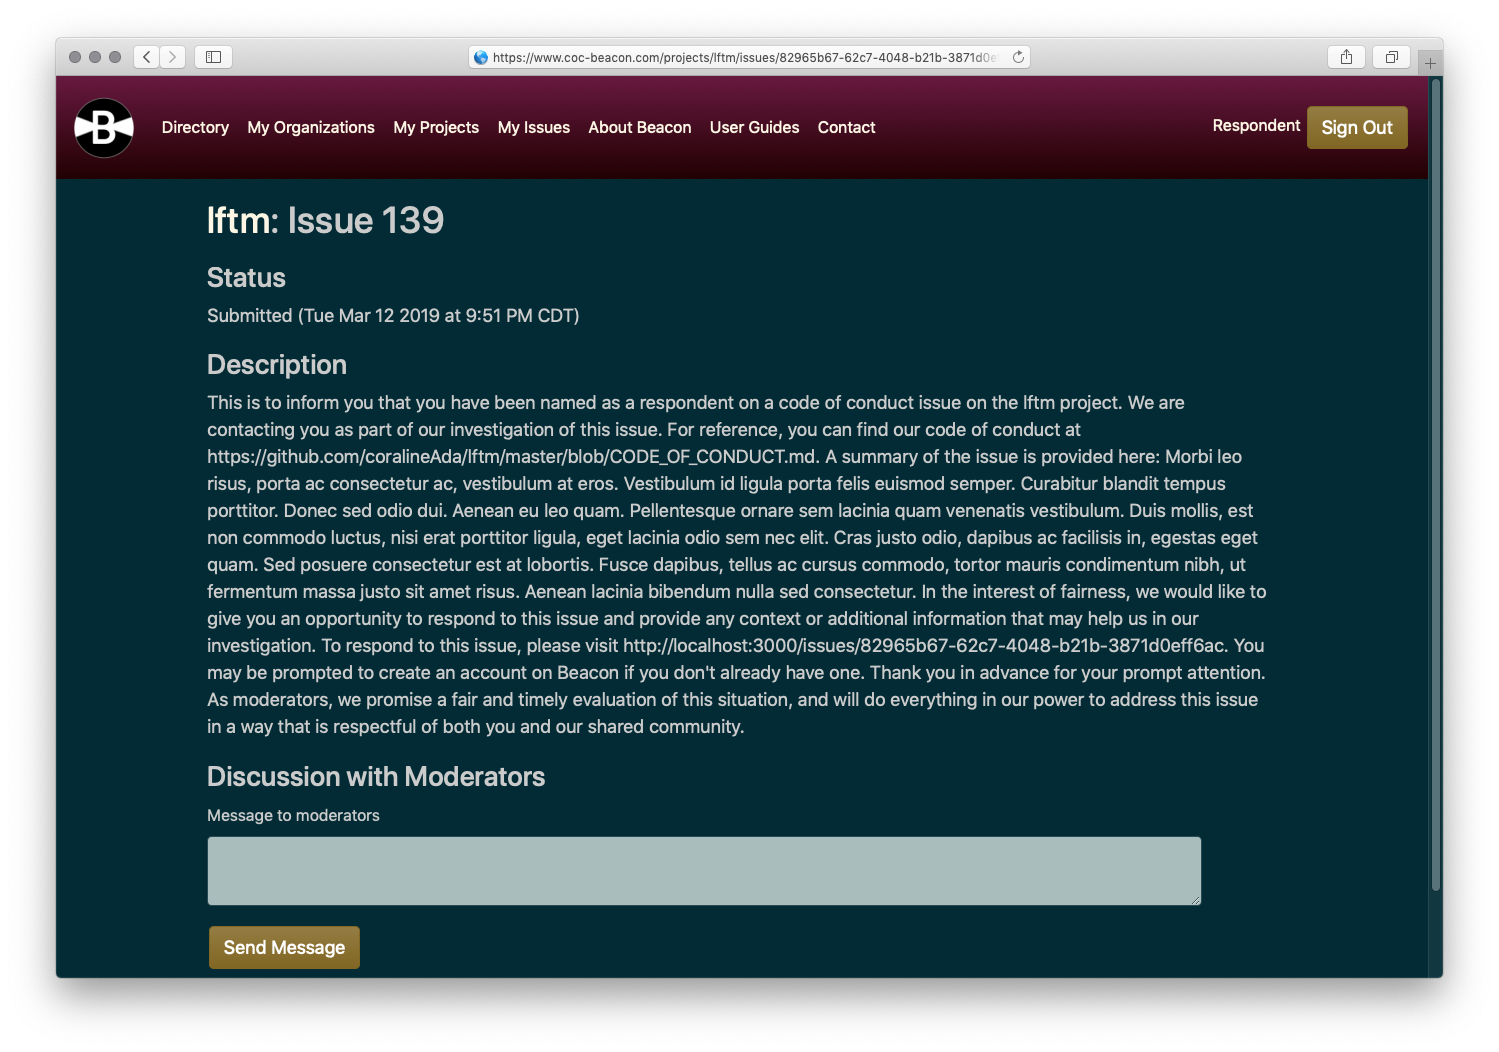 https://www.coc-beacon.com/projects/lftm/issues/82965b67-62c7-4048-b21b-3871d0e
B
Directory My Organizations My Projects My Issues About Beacon User Guides Contact
Respondent Sign Out
lftm: Issue 139
Status
Submitted (Tue Mar 12 2019 at 9:51 PM CDT)
Description
This is to inform you that you have been named as a respondent on a code of conduct issue on the lftm project. We are
contacting you as part of our investigation of this issue. For reference, you can find our code of conduct at
https://github.com/coralineAda/lftm/master/blob/CODE_OF_CONDUCT.md. A summary of the issue is provided here: Morbi leo
risus, porta ac consectetur ac, vestibulum at eros. Vestibulum id ligula porta felis euismod semper. Curabitur blandit tempus
porttitor. Donec sed odio dui. Aenean eu leo quam. Pellentesque ornare sem lacinia quam venenatis vestibulum. Duis mollis, est
non commodo luctus, nisi erat porttitor ligula, eget lacinia odio sem nec elit. Cras justo odio, dapibus ac facilisis in, egestas eget
quam. Sed posuere consectetur est at lobortis. Fusce dapibus, tellus ac cursus commodo, tortor mauris condimentum nibh, ut
fermentum massa justo sit amet risus. Aenean lacinia bibendum nulla sed consectetur. In the interest of fairness, we would like to
give you an opportunity to respond to this issue and provide any context or additional information that may help us in our
investigation. To respond to this issue, please visit http://localhost:3000/issues/82965b67-62c7-4048-b21b-3871d0eff6ac. You
may be prompted to create an account on Beacon if you don't already have one. Thank you in advance for your prompt attention.
As moderators, we promise a fair and timely evaluation of this situation, and will do everything in our power to address this issue
in a way that is respectful of both you and our shared community.
Discussion with Moderators
Message to moderators
Send Message